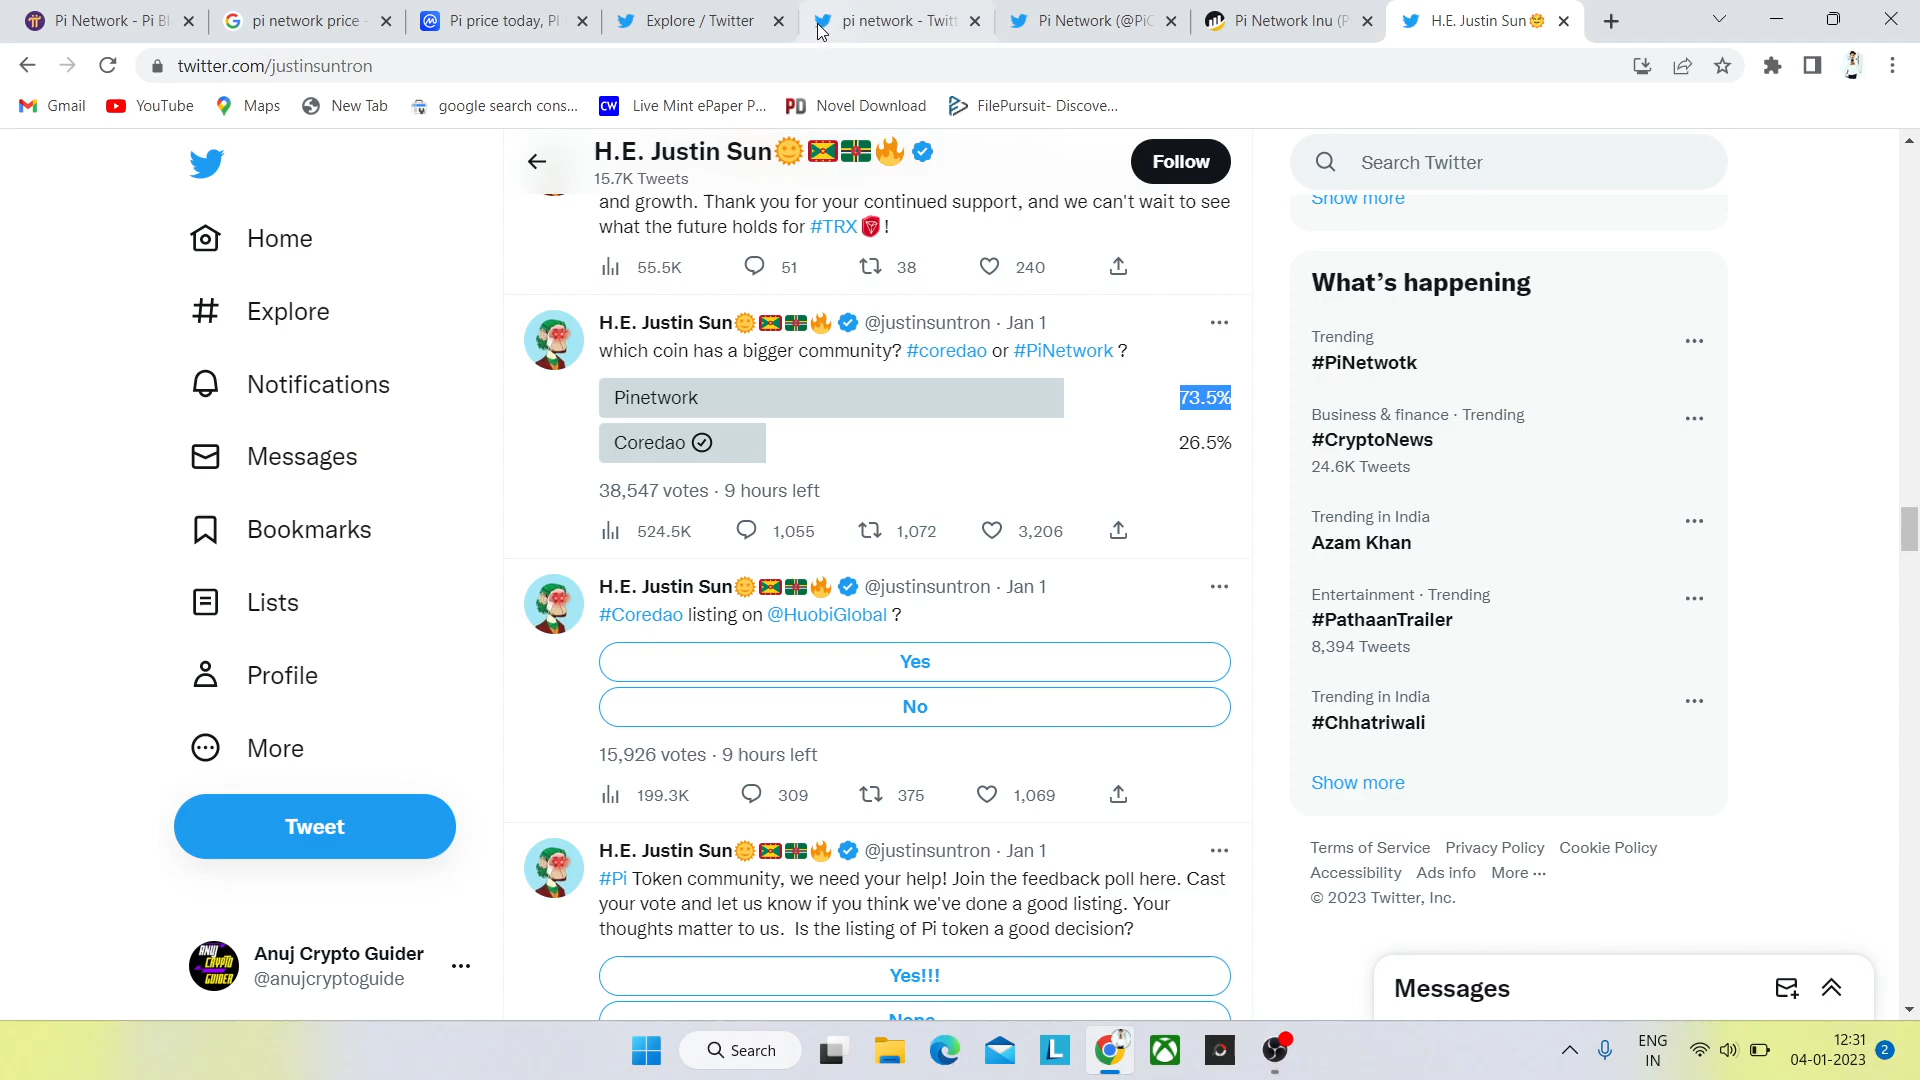 Pi Network - Pi Bl
pi network price -
Pi price today, PI
Explore / Twitter
pi network - Twitt
Pi Network (@PiC
Pi Network Inu (P
H.E. Justin Sun🌞
twitter.com/justinsuntron
Gmail
YouTube
Maps
New Tab
google search cons...
CW Live Mint ePaper P...
PD Novel Download
FilePursuit- Discove...
Home
Explore
Notifications
Messages
Bookmarks
Lists
Profile
More
Tweet
Anuj Crypto Guider
@anujcryptoguide
ANUJ
CRYPTO
GUIDER
H.E. Justin Sun🌞🇬🇩🇩🇲🔥
15.7K Tweets
Follow
and growth. Thank you for your continued support, and we can't wait to see
what the future holds for #TRX !
55.5K 51 38 240
H.E. Justin Sun🌞🇬🇩🇩🇲🔥 @justinsuntron · Jan 1
which coin has a bigger community? #coredao or #PiNetwork ?
Pinetwork 73.5%
Coredao 26.5%
38,547 votes · 9 hours left
524.5K 1,055 1,072 3,206
H.E. Justin Sun🌞🇬🇩🇩🇲🔥 @justinsuntron · Jan 1
#Coredao listing on @HuobiGlobal ?
Yes
No
15,926 votes · 9 hours left
199.3K 309 375 1,069
H.E. Justin Sun🌞🇬🇩🇩🇲🔥 @justinsuntron · Jan 1
#Pi Token community, we need your help! Join the feedback poll here. Cast
your vote and let us know if you think we've done a good listing. Your
thoughts matter to us. Is the listing of Pi token a good decision?
Yes!!!
Nope
Search Twitter
Show more
What's happening
Trending
#PiNetwotk
Business & finance · Trending
#CryptoNews
24.6K Tweets
Trending in India
Azam Khan
Entertainment · Trending
#PathaanTrailer
8,394 Tweets
Trending in India
#Chhatriwali
Show more
Terms of Service Privacy Policy Cookie Policy
Accessibility Ads info More ···
© 2023 Twitter, Inc.
Messages
Search
L
ENG
IN
12:31
04-01-2023
2